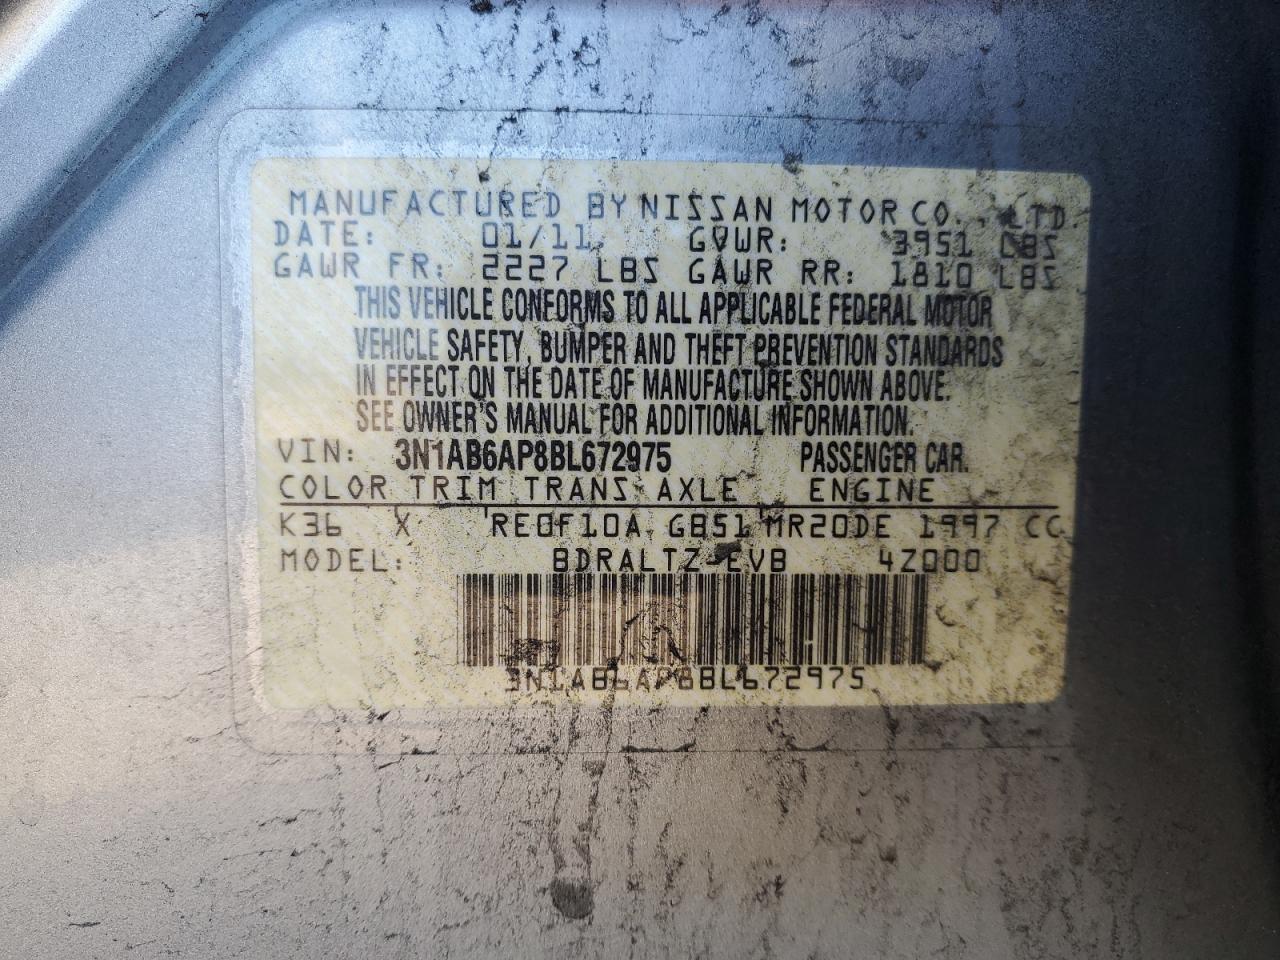 MANUFACTURED BY NISSAN MOTOR CO., LTD.
DATE: 01/11 GVWR: 3951 LBS
GAWR FR: 2227 LBS GAWR RR: 1810 LBS
THIS VEHICLE CONFORMS TO ALL APPLICABLE FEDERAL MOTOR
VEHICLE SAFETY, BUMPER AND THEFT PREVENTION STANDARDS
IN EFFECT ON THE DATE OF MANUFACTURE SHOWN ABOVE.
SEE OWNER'S MANUAL FOR ADDITIONAL INFORMATION.
VIN: 3N1AB6AP8BL672975 PASSENGER CAR.
COLOR TRIM TRANS AXLE ENGINE
K36 X RE0F10A GB51 MR20DE 1997 CC
MODEL: BDRALTZ-EVB 4Z000
3N1AB6AP8BL672975